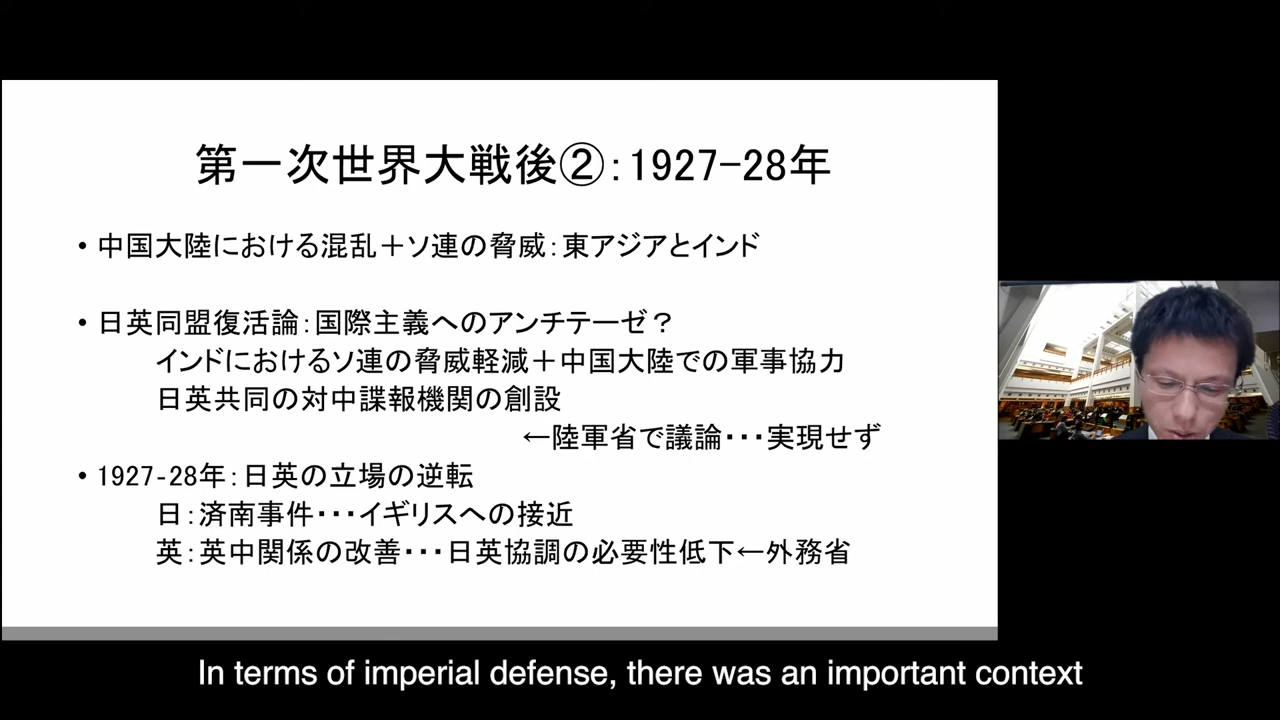 第一次世界大戦後②：1927−28年
• 中国大陸における混乱＋ソ連の脅威：東アジアとインド
• 日英同盟復活論：国際主義へのアンチテーゼ？
インドにおけるソ連の脅威軽減＋中国大陸での軍事協力
日英共同の対中諜報機関の創設
←陸軍省で議論・・・実現せず
• 1927-28年：日英の立場の逆転
日：済南事件・・・イギリスへの接近
英：英中関係の改善・・・日英協調の必要性低下←外務省
In terms of imperial defense, there was an important context